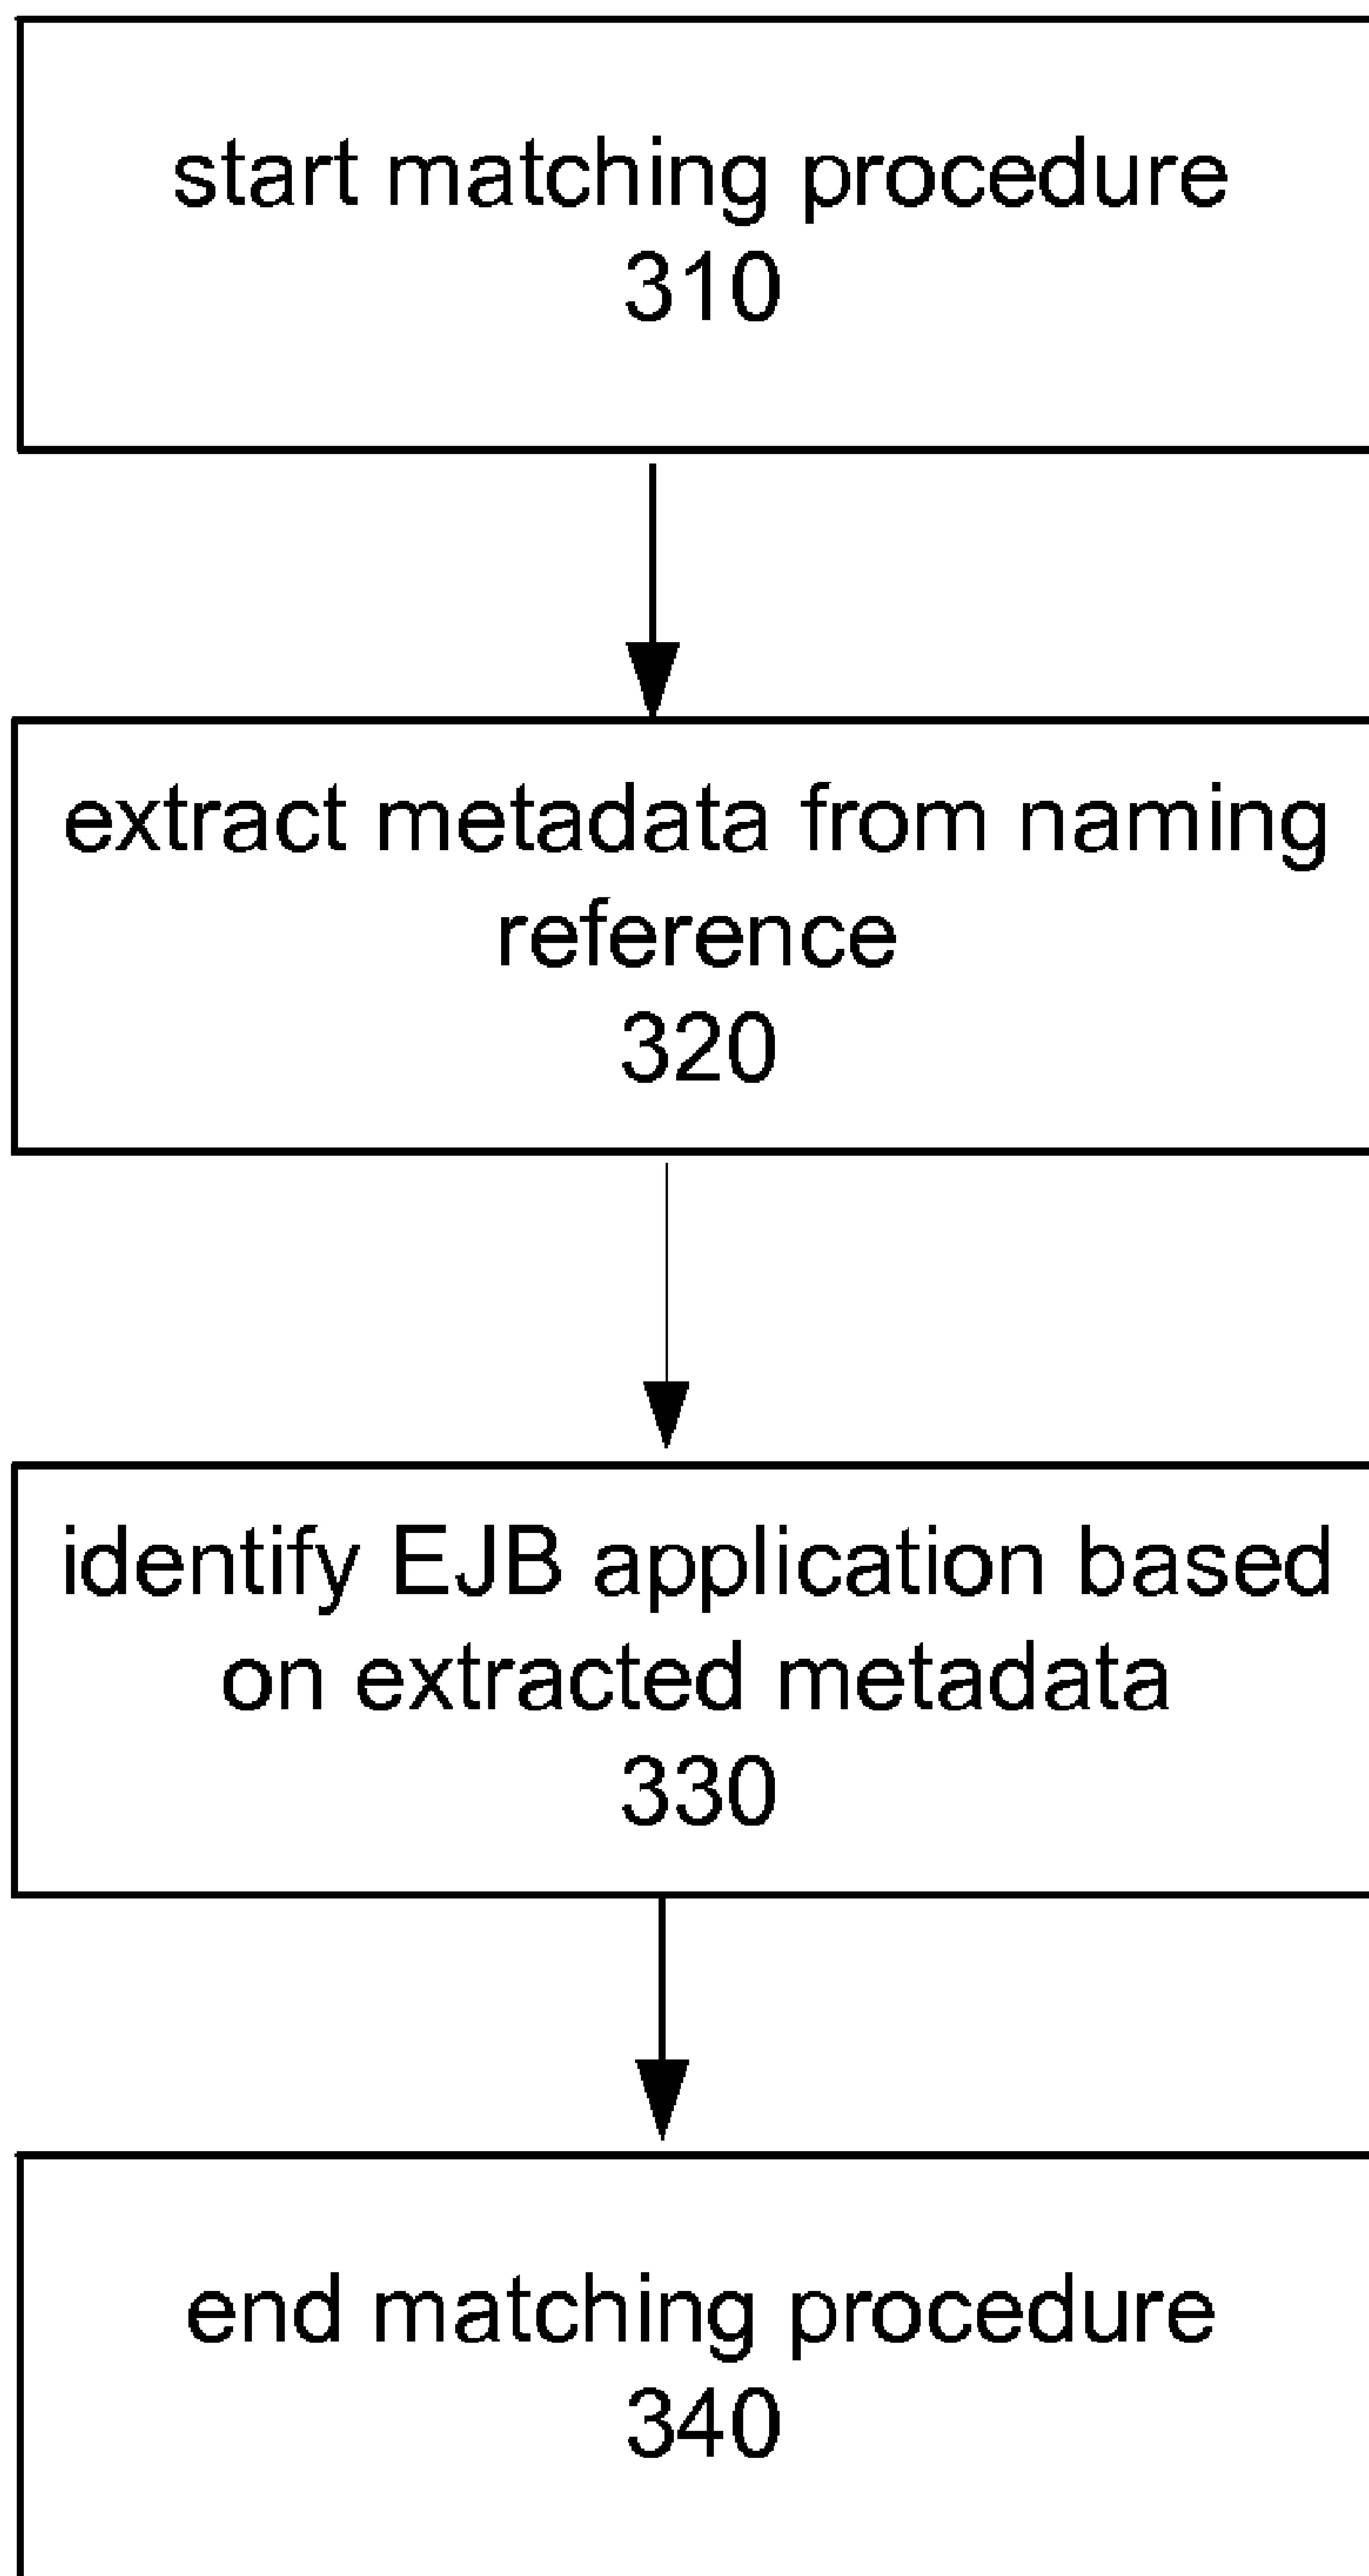 start matching procedure
310
extract metadata from naming
reference
320
identify EJB application based
on extracted metadata
330
end matching procedure
340